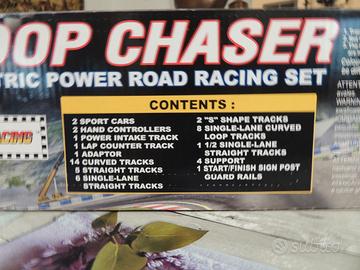 OOP CHASER
TRIC POWER ROAD RACING SET
CONTENTS :
2 SPORT CARS
2 HAND CONTROLLERS
1 POWER INTAKE TRACK
1 LAP COUNTER TRACK
1 ADAPTOR
14 CURVED TRACKS
5 STRAIGHT TRACKS
6 SINGLE-LANE
STRAIGHT TRACKS
2 "S" SHAPE TRACKS
8 SINGLE-LANE CURVED
LOOP TRACKS
1 1/2 SINGLE-LANE
STRAIGHT TRACKS
4 SUPPORT
1 START/FINISH SIGN POST
GUARD RAILS
RACING
subito